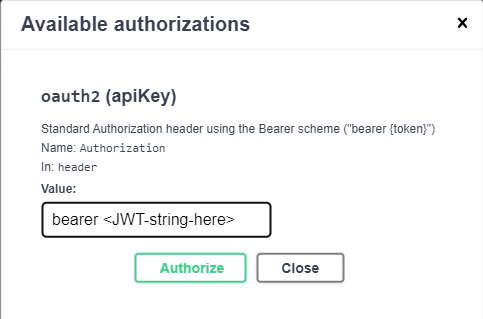 Available authorizations
x
oauth2 (apiKey)
Standard Authorization header using the Bearer scheme ("bearer {token}")
Name: Authorization
In: header
Value:
bearer <JWT-string-here>
Authorize Close